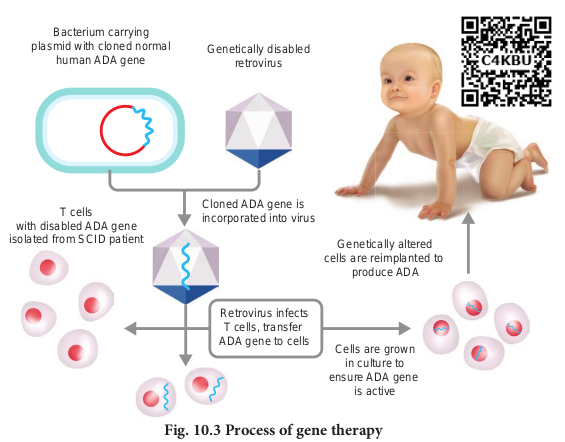 Bacterium carrying
plasmid with cloned normal
human ADA gene
Genetically disabled
retrovirus
C4KBU
Cloned ADA gene is
incorporated into virus
T cells
with disabled ADA gene
isolated from SCID patient
Genetically altered
cells are reimplanted to
produce ADA
Retrovirus infects
T cells, transfer
ADA gene to cells
Cells are grown
in culture to
ensure ADA gene
is active
Fig. 10.3 Process of gene therapy